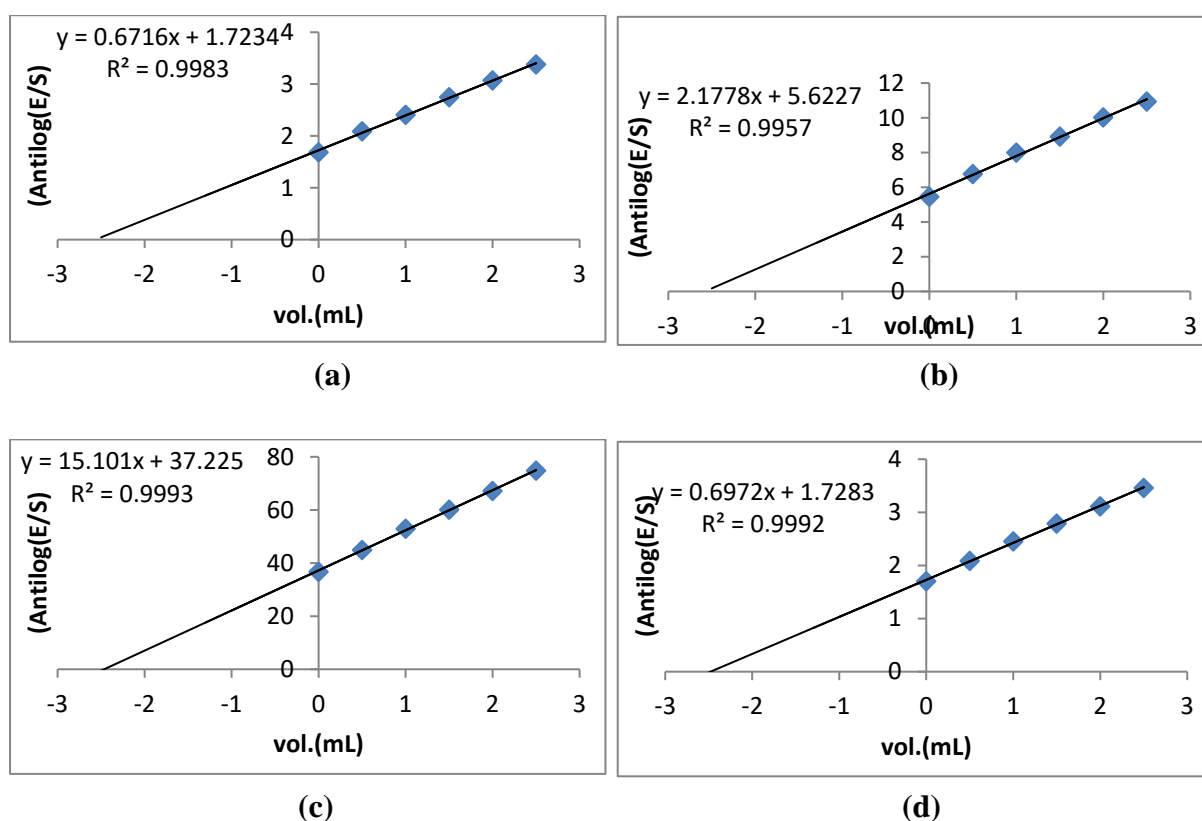 y = 0.6716x + 1.7234
R² = 0.9983
(Antilog(E/S)
4
3
2
1
0
-3 -2 -1 0 1 2 3
vol.(mL)
(a)
y = 2.1778x + 5.6227
R² = 0.9957
(Antilog(E/S)
12
10
8
6
4
2
0
-3 -2 -1 0 1 2 3
vol.(mL)
(b)
y = 15.101x + 37.225
R² = 0.9993
(Antilog(E/S)
80
60
40
20
0
-3 -2 -1 0 1 2 3
vol.(mL)
(c)
y = 0.6972x + 1.7283
R² = 0.9992
(Antilog(E/S)
4
3
2
1
0
-3 -2 -1 0 1 2 3
vol.(mL)
(d)